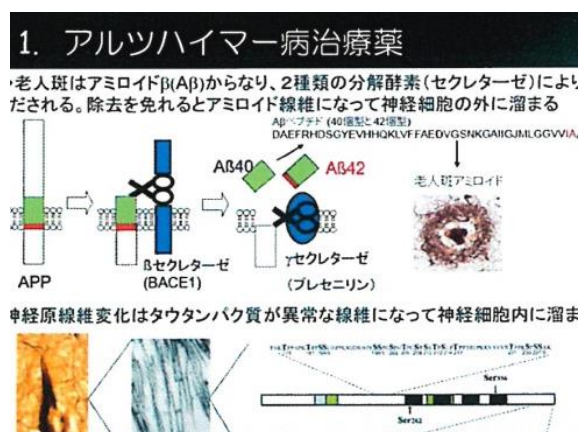 1. アルツハイマー病治療薬
・老人斑はアミロイドβ(Aβ)からなり、2種類の分解酵素(セクレターゼ)により
だされる。除去を免れるとアミロイド線維になって神経細胞の外に溜まる
Aβペプチド (40個型と42個型)
DAEFRHDSGYEVHHQKLVFFAEDVGSNKGAIIGJMLGGVVIA
Aß40
Aß42
老人斑アミロイド
APP
ßセクレターゼ
(BACE1)
γセクレターゼ
(プレセニリン)
神経原線維変化はタウタンパク質が異常な線維になって神経細胞内に溜ま
Ser262